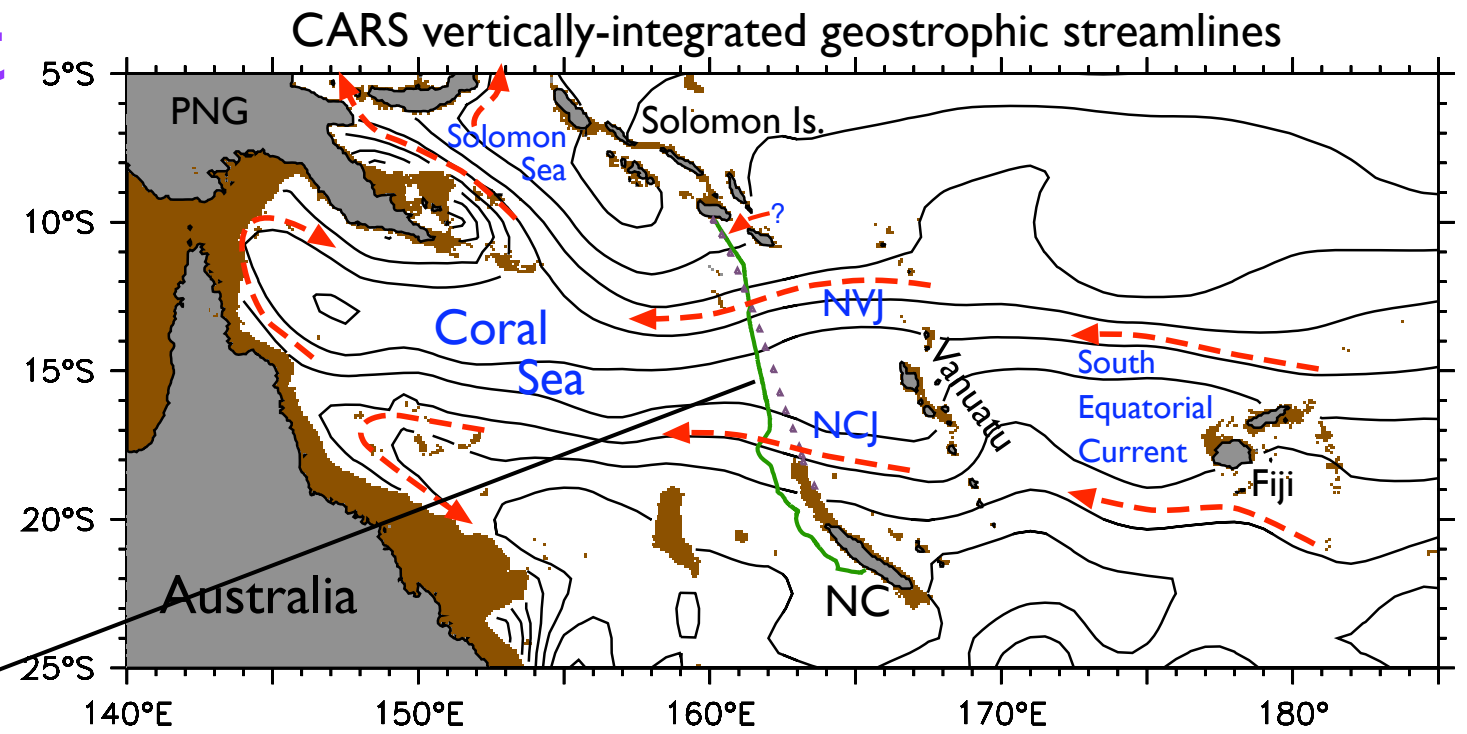 CARS vertically-integrated geostrophic streamlines
5°S
10°S
15°S
20°S
25°S
PNG
Solomon
Sea
Solomon Is.
?
NVJ
Coral
Sea
NCJ
Vanuatu
South
Equatorial
Current
Fiji
Australia
NC
140°E
150°E
160°E
170°E
180°